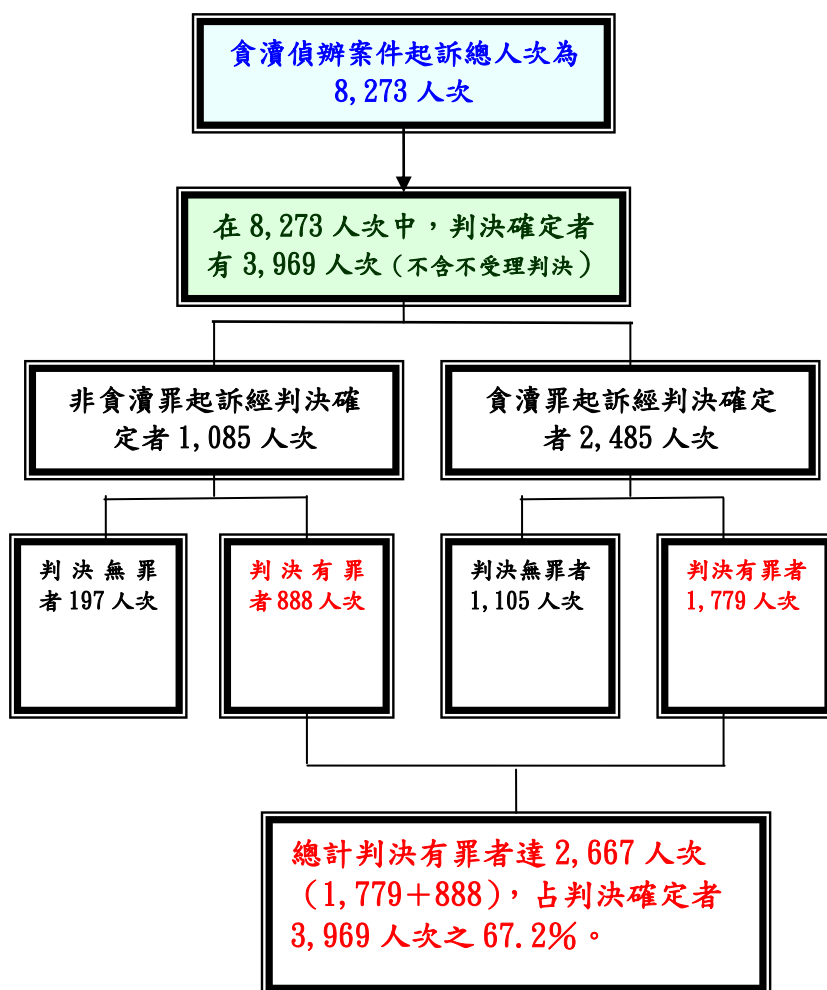 貪瀆偵辦案件起訴總人次為
8,273 人次
在 8,273 人次中，判決確定者
有 3,969 人次（不含不受理判決）
非貪瀆罪起訴經判決確
定者 1,085 人次
貪瀆罪起訴經判決確定
者 2,485 人次
判決無罪
者 197 人次
判決有罪
者 888 人次
判決無罪者
1,105 人次
判決有罪者
1,779 人次
總計判決有罪者達 2,667 人次
（1,779＋888），占判決確定者
3,969 人次之 67.2％。